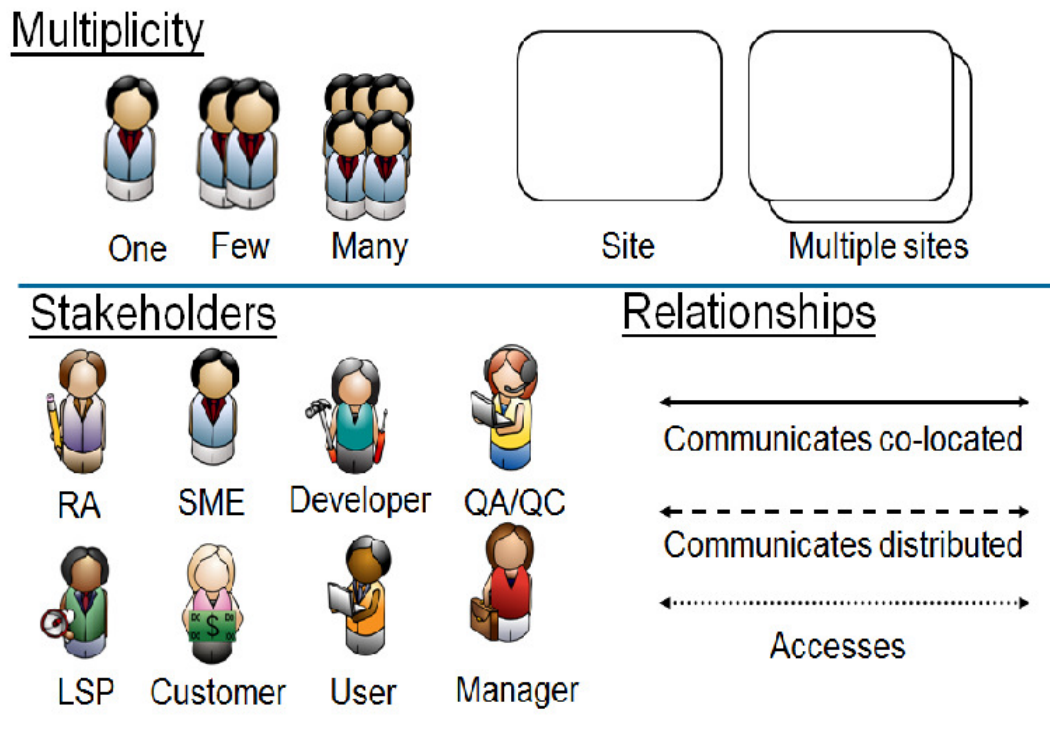 Multiplicity
One Few Many Site Multiple sites
Stakeholders
Relationships
RA SME Developer QA/QC
Communicates co-located
Communicates distributed
$
LSP Customer User Manager
Accesses